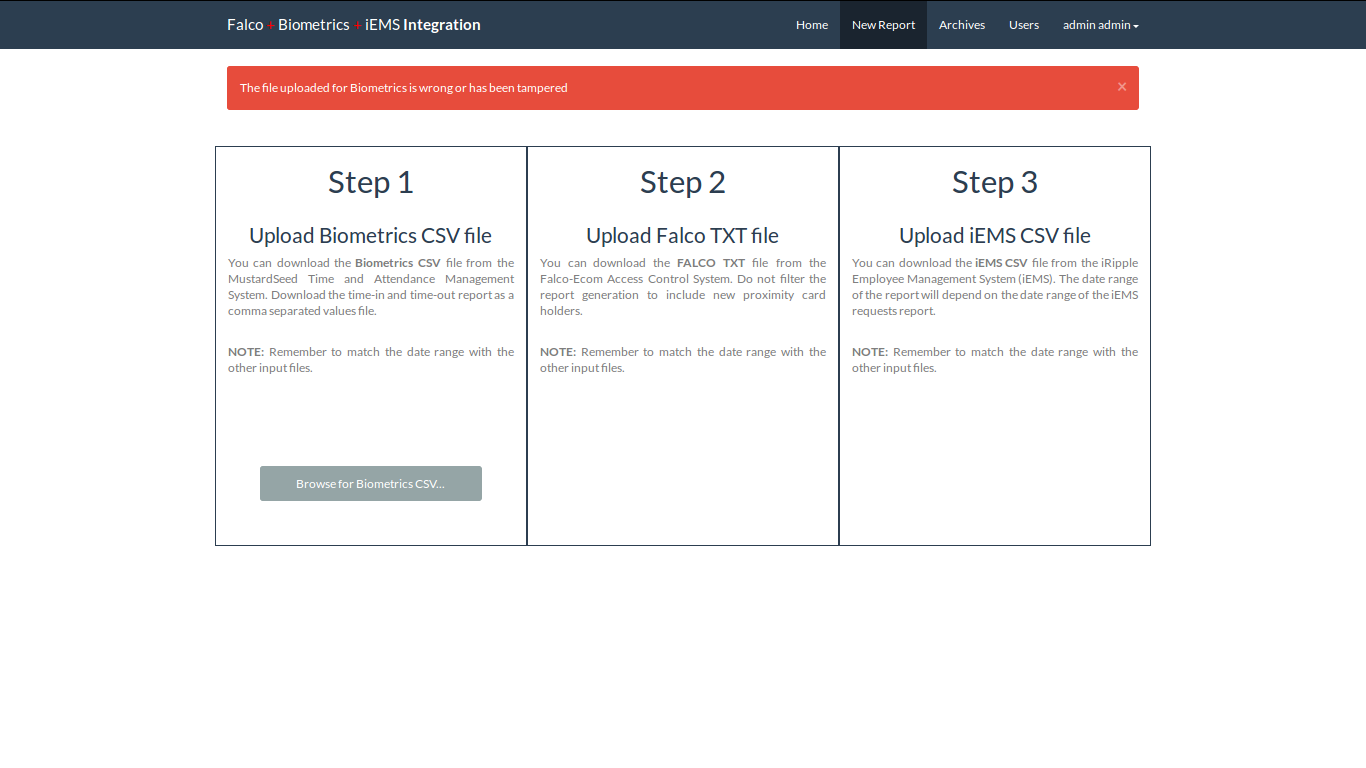 Falco + Biometrics + iEMS Integration
Home
New Report
Archives
Users
admin admin
The file uploaded for Biometrics is wrong or has been tampered
×
Step 1
Upload Biometrics CSV file
You can download the Biometrics CSV file from the
MustardSeed Time and Attendance Management
System. Download the time-in and time-out report as a
comma separated values file.
NOTE: Remember to match the date range with the
other input files.
Browse for Biometrics CSV...
Step 2
Upload Falco TXT file
You can download the FALCO TXT file from the
Falco-Ecom Access Control System. Do not filter the
report generation to include new proximity card
holders.
NOTE: Remember to match the date range with the
other input files.
Step 3
Upload iEMS CSV file
You can download the iEMS CSV file from the iRipple
Employee Management System (iEMS). The date range
of the report will depend on the date range of the iEMS
requests report.
NOTE: Remember to match the date range with the
other input files.